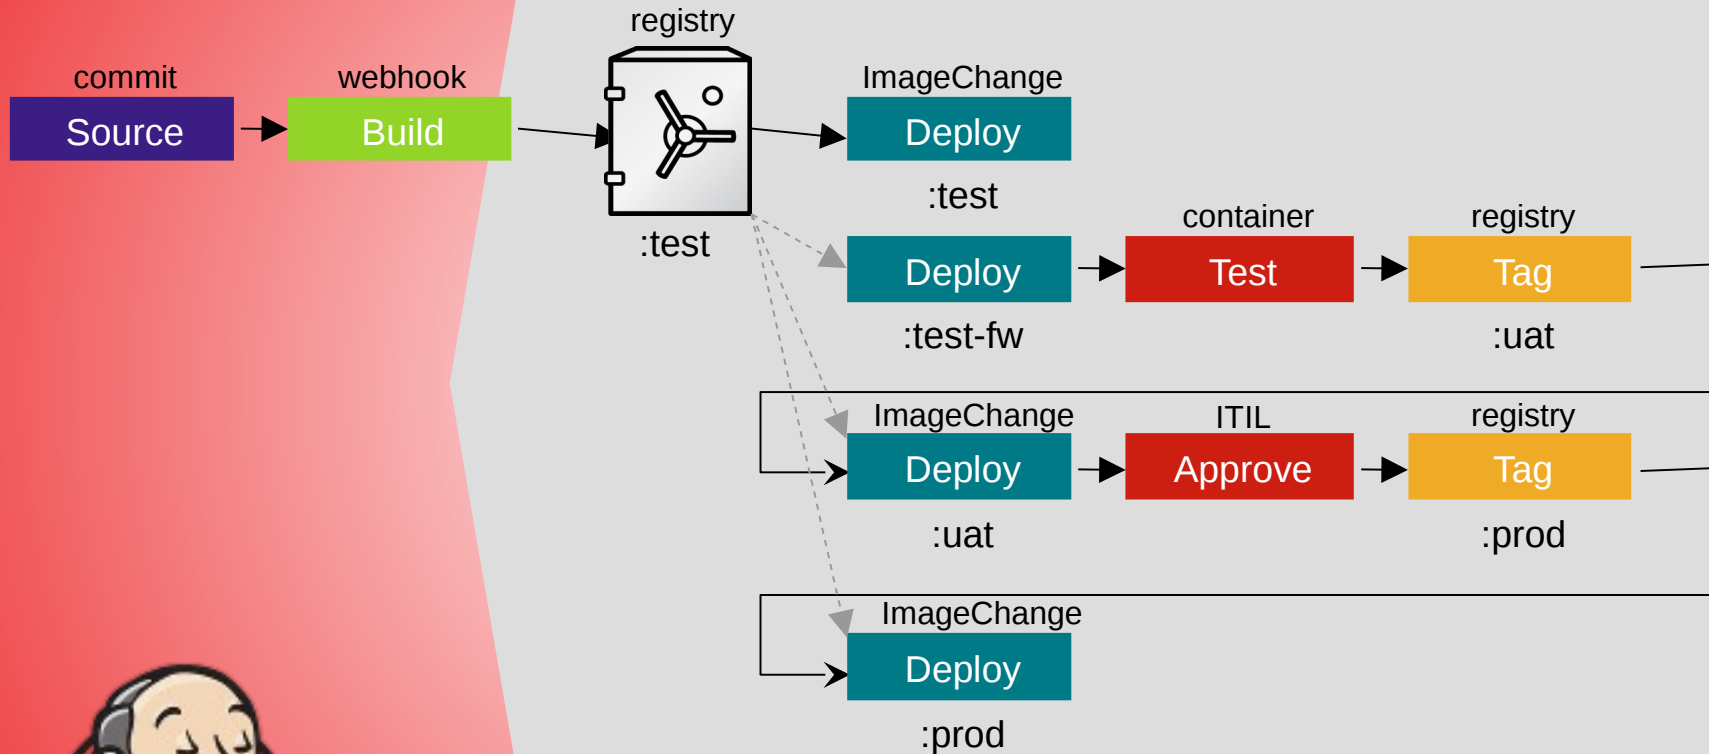 registry
commit
webhook
ImageChange
Source
Build
Deploy
:test
:test
container
registry
Deploy
Test
Tag
:test-fw
:uat
ImageChange
ITIL
registry
Deploy
Approve
Tag
:uat
:prod
ImageChange
Deploy
:prod